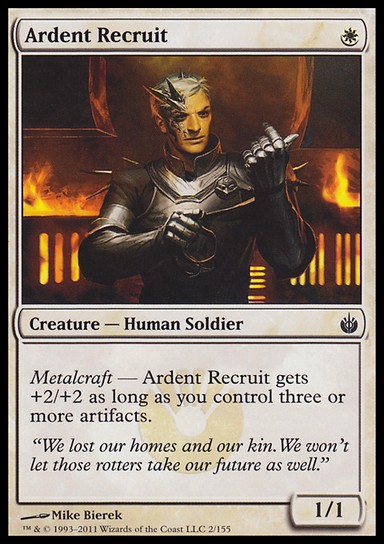 Ardent Recruit
Creature — Human Soldier
Metalcraft — Ardent Recruit gets
+2/+2 as long as you control three or
more artifacts.
“We lost our homes and our kin. We won’t
let those rotters take our future as well.”
Mike Bierek
1/1
™ & © 1993–2011 Wizards of the Coast LLC 2/155